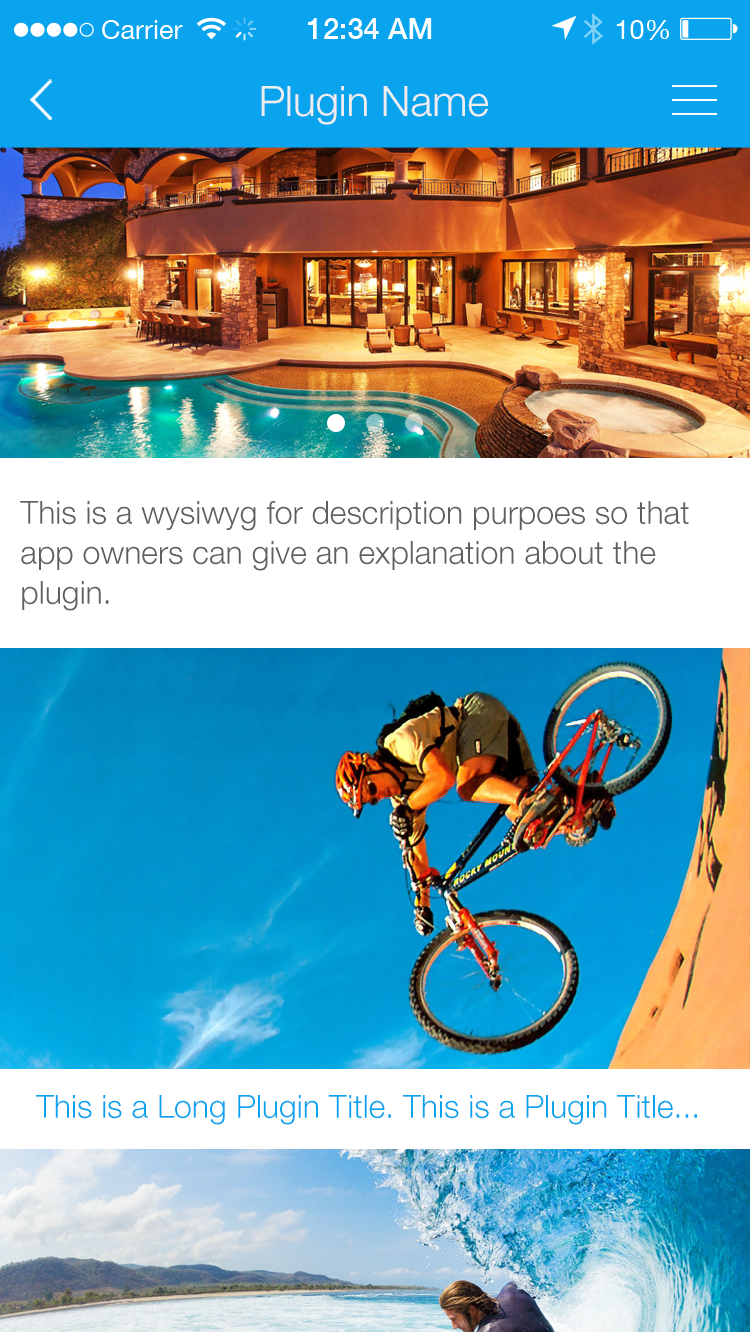 Carrier 12:34 AM 10%
Plugin Name
This is a wysiwyg for description purpoes so that
app owners can give an explanation about the
plugin.
ROCKY MOUNT
This is a Long Plugin Title. This is a Plugin Title...